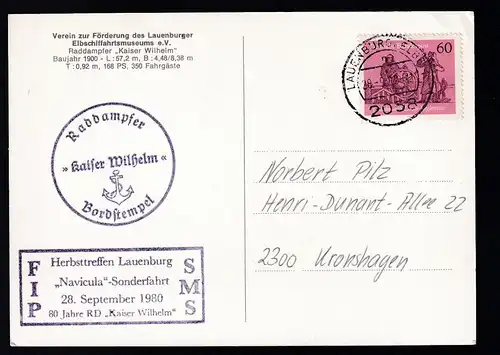 Verein zur Förderung des Lauenburger
Elbschiffahrtsmuseums e.V.
Raddampfer „Kaiser Wilhelm"
Baujahr 1900 - L: 57,2 m, B: 4,48/8,38 m
T: 0,92 m, 168 PS, 350 Fahrgäste
60
LAUENBURG, ELBE
2058
Raddampfer
» Kaiser Wilhelm «
Bordstempel
Norbert Pilz
Henri-Dunant-Allee 22
2300 Kronshagen
FIP
Herbsttreffen Lauenburg
„Navicula"-Sonderfahrt
28. September 1980
80 Jahre RD „Kaiser Wilhelm"
SMS